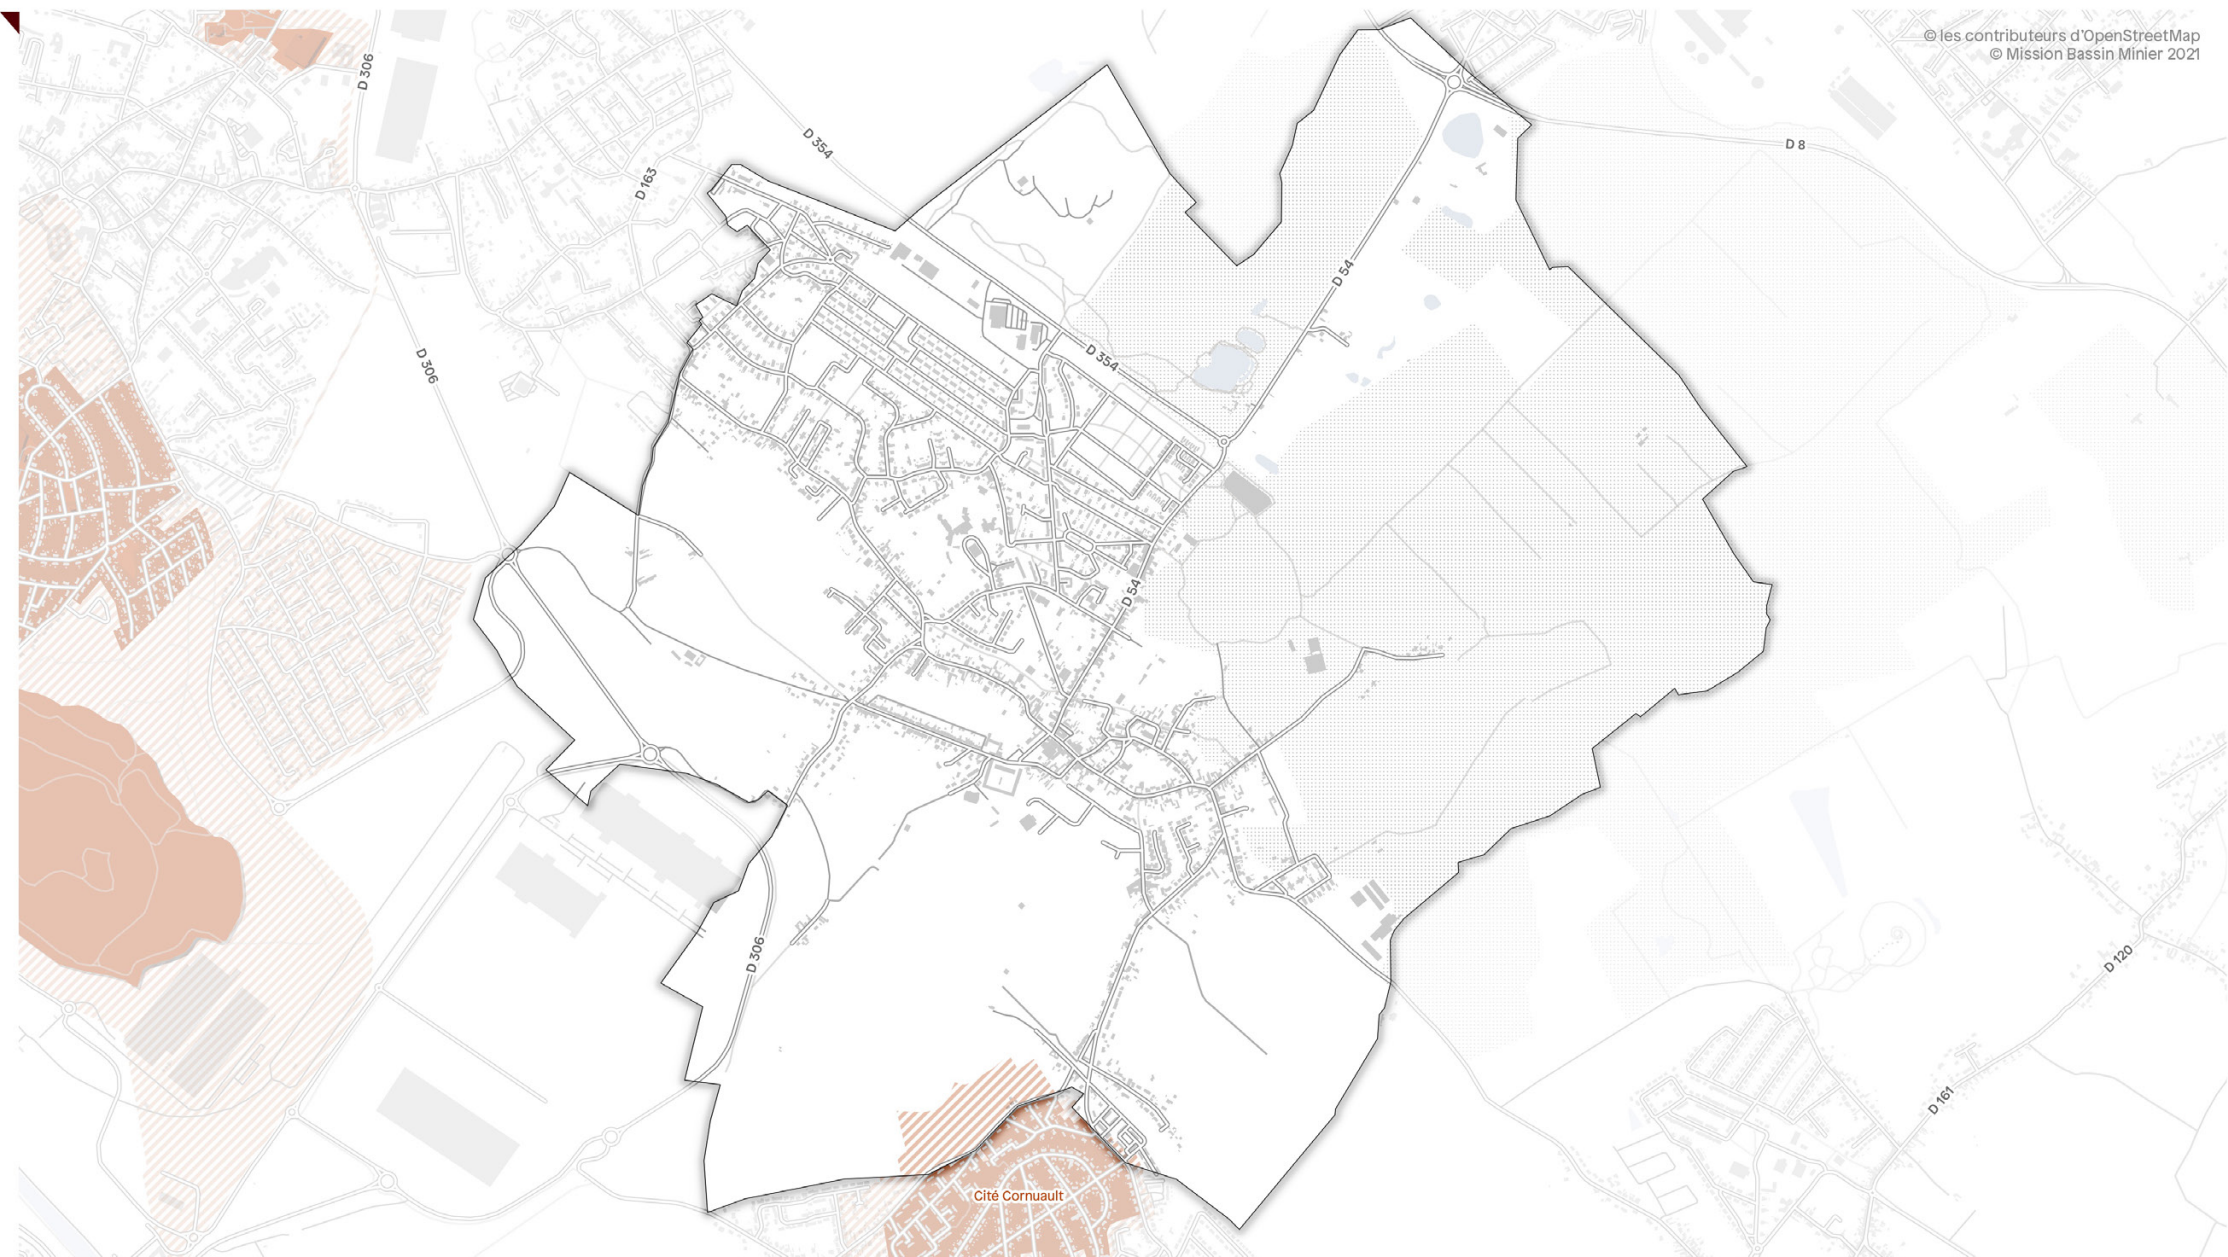 © les contributeurs d'OpenStreetMap
© Mission Bassin Minier 2021
D 306
D 354
D 8
D 163
D 54
D 354
D 306
D 54
D 306
D 120
D 161
Cité Cornuault